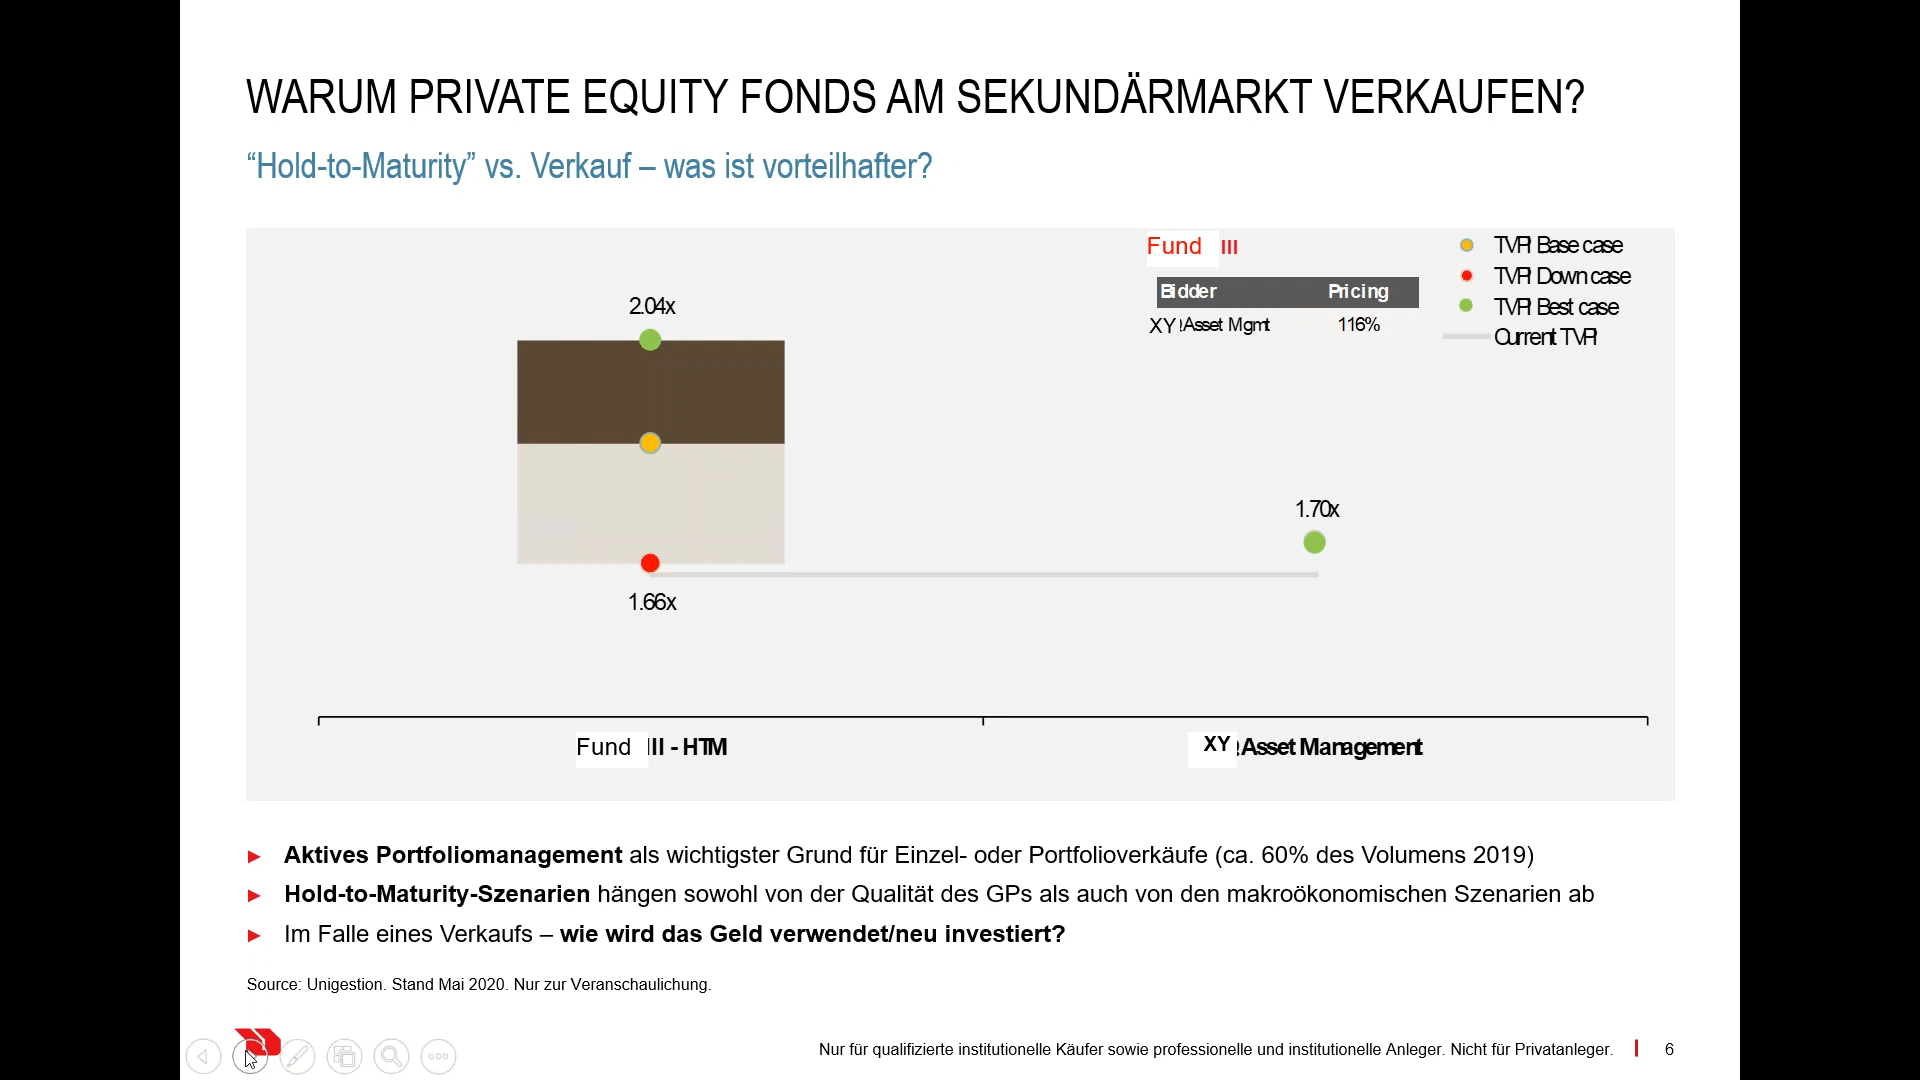 WARUM PRIVATE EQUITY FONDS AM SEKUNDÄRMARKT VERKAUFEN?
“Hold-to-Maturity” vs. Verkauf – was ist vorteilhafter?
Fund III
Bidder Pricing
XY Asset Mgmt 116%
TVPI Base case
TVPI Down case
TVPI Best case
Current TVPI
2.04x
1.70x
1.66x
Fund III - HTM
XY Asset Management
► Aktives Portfoliomanagement als wichtigster Grund für Einzel- oder Portfolioverkäufe (ca. 60% des Volumens 2019)
► Hold-to-Maturity-Szenarien hängen sowohl von der Qualität des GPs als auch von den makroökonomischen Szenarien ab
► Im Falle eines Verkaufs – wie wird das Geld verwendet/neu investiert?
Source: Unigestion. Stand Mai 2020. Nur zur Veranschaulichung.
Nur für qualifizierte institutionelle Käufer sowie professionelle und institutionelle Anleger. Nicht für Privatanleger. | 6